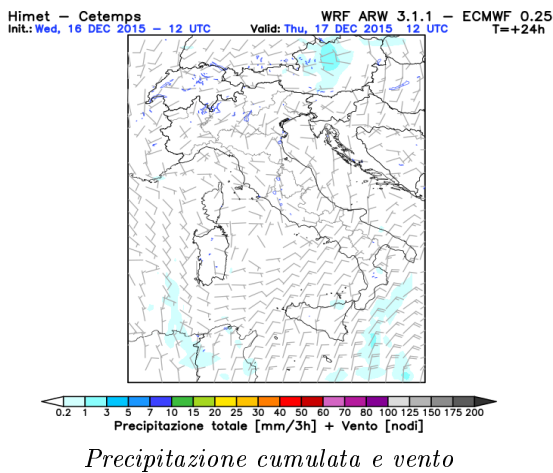 Himet – Cetemps WRF ARW 3.1.1 – ECMWF 0.25
Init.: Wed, 16 DEC 2015 – 12 UTC Valid: Thu, 17 DEC 2015 12 UTC T=+24h
0.2 1 3 5 7 10 15 20 25 30 40 50 60 70 80 100 125 150 175 200
Precipitazione totale [mm/3h] + Vento [nodi]
Precipitazione cumulata e vento